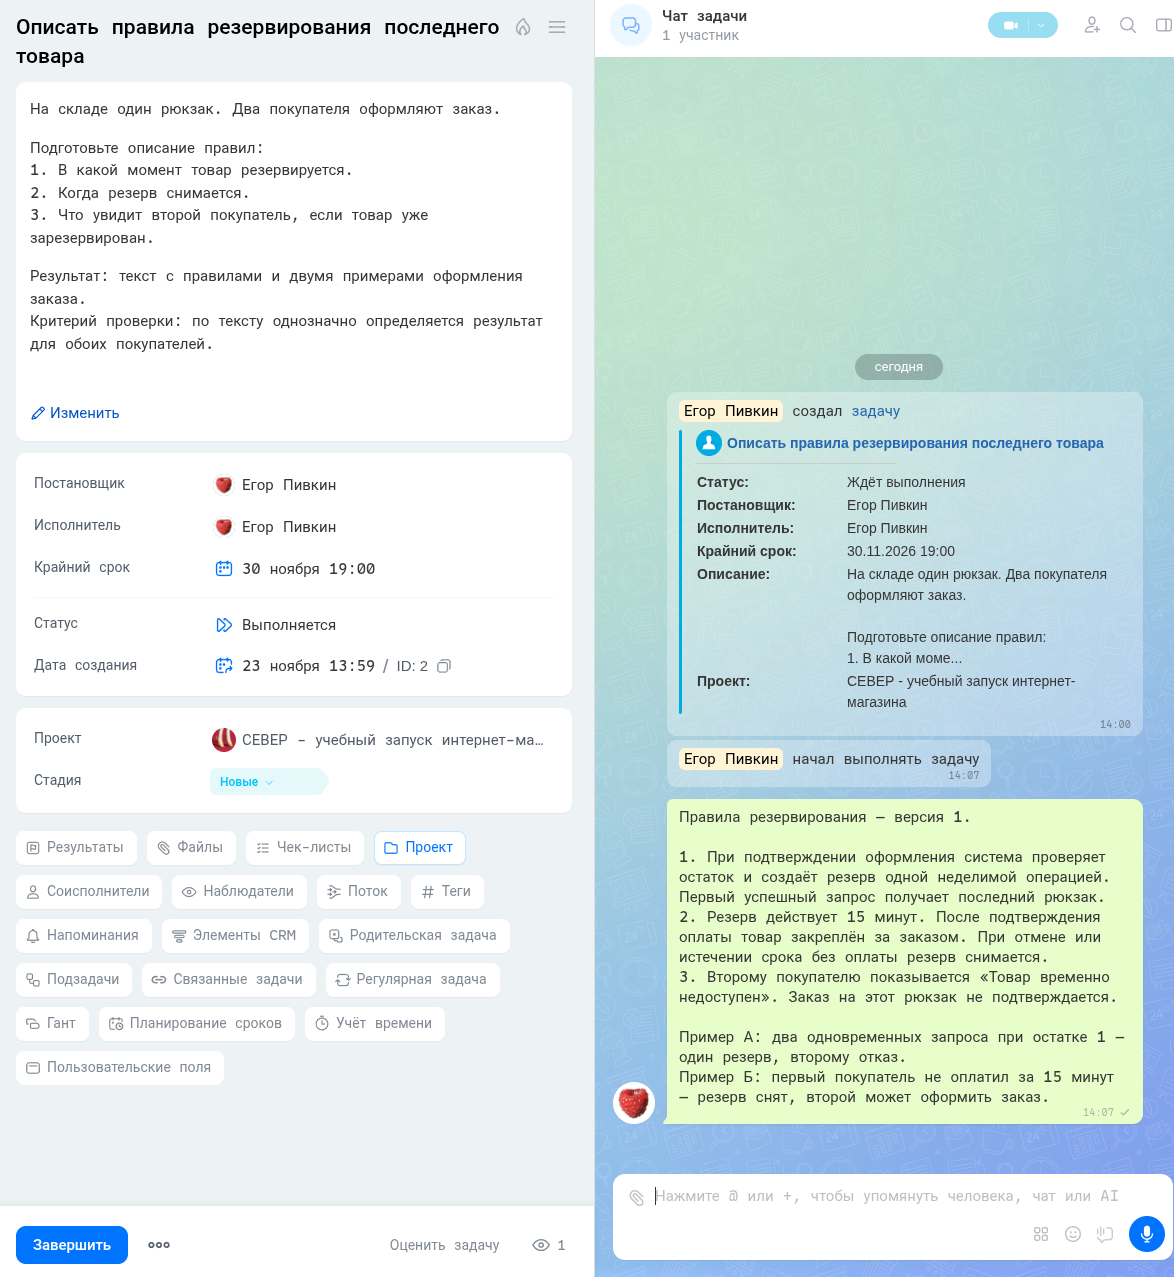 Описать правила резервирования последнего
товара
На складе один рюкзак. Два покупателя оформляют заказ.
Подготовьте описание правил:
1. В какой момент товар резервируется.
2. Когда резерв снимается.
3. Что увидит второй покупатель, если товар уже
зарезервирован.
Результат: текст с правилами и двумя примерами оформления
заказа.
Критерий проверки: по тексту однозначно определяется результат
для обоих покупателей.
Изменить
Постановщик
Егор Пивкин
Исполнитель
Егор Пивкин
Крайний срок
30 ноября 19:00
Статус
Выполняется
Дата создания
23 ноября 13:59 / ID: 2
Проект
СЕВЕР - учебный запуск интернет-ма…
Стадия
Новые
Результаты
Файлы
Чек-листы
Проект
Соисполнители
Наблюдатели
Поток
Теги
Напоминания
Элементы CRM
Родительская задача
Подзадачи
Связанные задачи
Регулярная задача
Гант
Планирование сроков
Учёт времени
Пользовательские поля
Завершить
Оценить задачу
1
Чат задачи
1 участник
сегодня
Егор Пивкин создал задачу
Описать правила резервирования последнего товара
Статус: Ждёт выполнения
Постановщик: Егор Пивкин
Исполнитель: Егор Пивкин
Крайний срок: 30.11.2026 19:00
Описание: На складе один рюкзак. Два покупателя
оформляют заказ.
Подготовьте описание правил:
1. В какой моме...
Проект: СЕВЕР - учебный запуск интернет-
магазина
14:00
Егор Пивкин начал выполнять задачу
14:07
Правила резервирования — версия 1.
1. При подтверждении оформления система проверяет
остаток и создаёт резерв одной неделимой операцией.
Первый успешный запрос получает последний рюкзак.
2. Резерв действует 15 минут. После подтверждения
оплаты товар закреплён за заказом. При отмене или
истечении срока без оплаты резерв снимается.
3. Второму покупателю показывается «Товар временно
недоступен». Заказ на этот рюкзак не подтверждается.
Пример А: два одновременных запроса при остатке 1 —
один резерв, второму отказ.
Пример Б: первый покупатель не оплатил за 15 минут
— резерв снят, второй может оформить заказ.
14:07
Нажмите @ или +, чтобы упомянуть человека, чат или AI